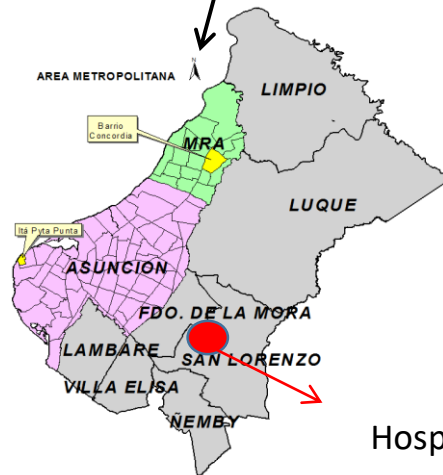 N
AREA METROPOLITANA
LIMPIO
Barrio
Concordia
MRA
LUQUE
Itá Pyta Punta
ASUNCION
FDO. DE LA MORA
LAMBARE
SAN LORENZO
VILLA ELISA
ÑEMBY
Hosp